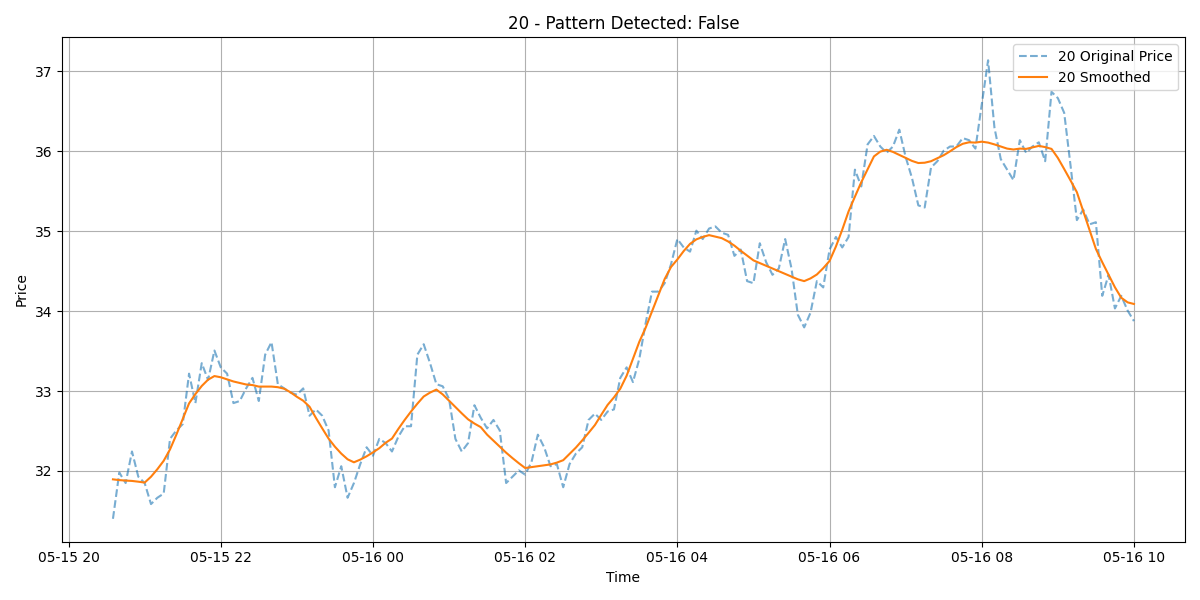 20 - Pattern Detected: False
20 Original Price
20 Smoothed
Price
37
36
35
34
33
32
05-15 20 05-15 22 05-16 00 05-16 02 05-16 04 05-16 06 05-16 08 05-16 10
Time